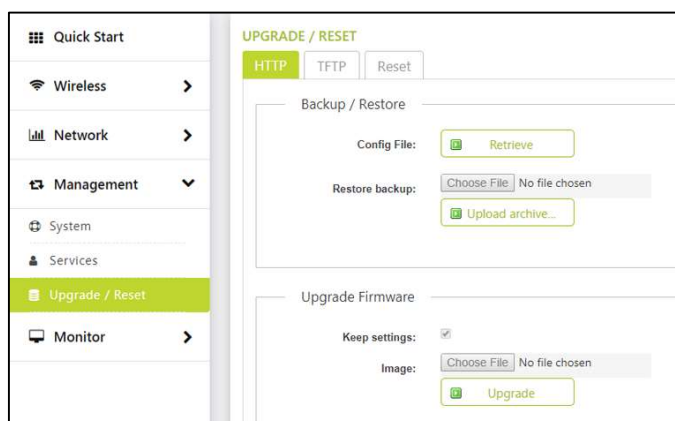 Quick Start
Wireless
Network
Management
System
Services
Upgrade / Reset
Monitor
UPGRADE / RESET
HTTP TFTP Reset
Backup / Restore
Config File: Retrieve
Restore backup: Choose File No file chosen
Upload archive...
Upgrade Firmware
Keep settings:
Image: Choose File No file chosen
Upgrade